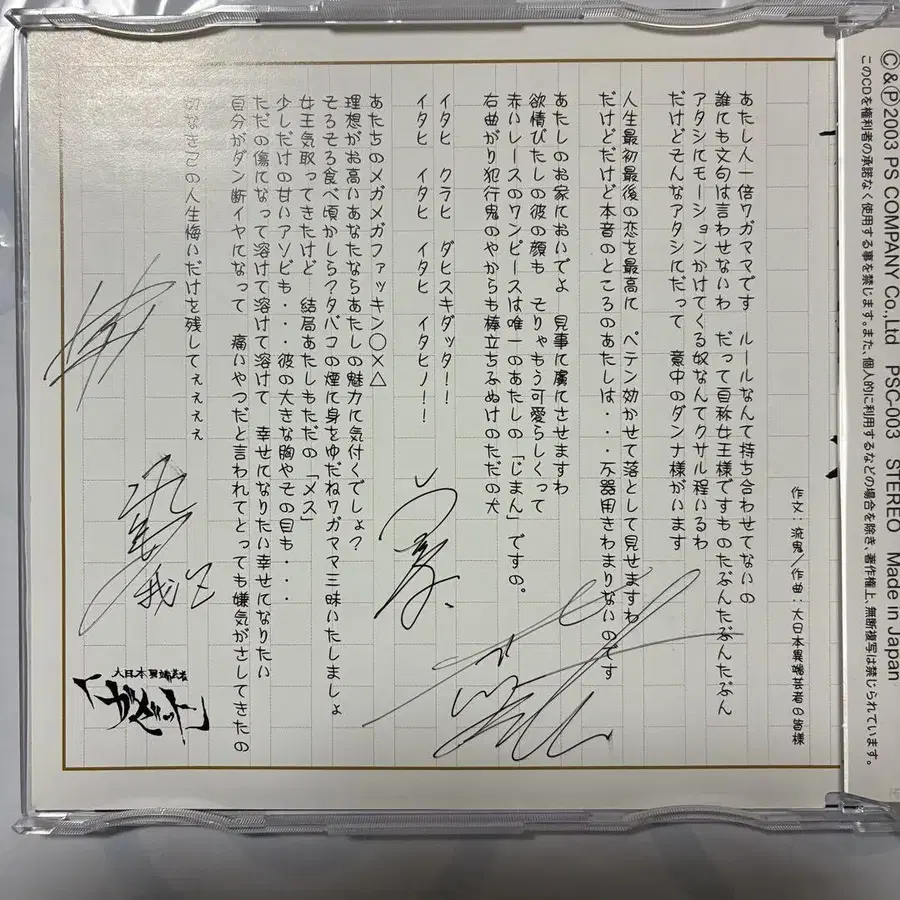 ©&℗2003 PS COMPANY Co.,Ltd PSC-003 STEREO Made in Japan
このCDを権利者の承諾なく使用する事を禁じます。また、個人的に利用するなどの場合を除き、著作権上、無断複写は禁じられています。
作文:流鬼/作曲:大日本異端芸者の皆様
あたし人一倍ワガママです ルールなんて持ち合わせてないの
誰にも文句は言わせないわ だって自称女王様ですものたぶんたぶんたぶん
アタシにモーションかけてくる奴なんてクサル程いるわ
だけどそんなアタシにだって 意中のダンナ様がいます
人生最初最後の恋を最高に ペテン効かせて落として見せますわ
だけどだけど本音のところのあたしは・・・不器用きわまりないのです
あたしのお家においでよ 見事に虜にさせますわ
欲情びたしの彼の顔も そりゃもう可愛らしくって
赤いレースのワンピースは唯一のあたしの「じまん」ですの。
右曲がり犯行鬼のやからも棒立ちふぬけのただの犬
イタヒ クラヒ ダヒスキダッタ!
イタヒ イタヒ イタヒ イタヒノ!!
あたちのメガメガファッキン○×△
理想がお高いあなたならあたしの魅力に気付くでしょ?
そろそろ食べ頃かしら?タバコの煙に身をゆだねワガママ三昧いたしましょ
女王気取ってきたけど 結局あたしもただの「メス」
少しだけの甘いアソビも・・・彼の大きな胸やその目も・・・・
ただの傷になって溶けて溶けて溶けて 幸せになりたい幸せになりたい
自分がダン断イヤになって 痛いやつだと言われてとっても嫌気がさしてきたの
切なき己の人生悔いだけを残してぇぇぇぇ
大日本異端芸者
「ガゼット」